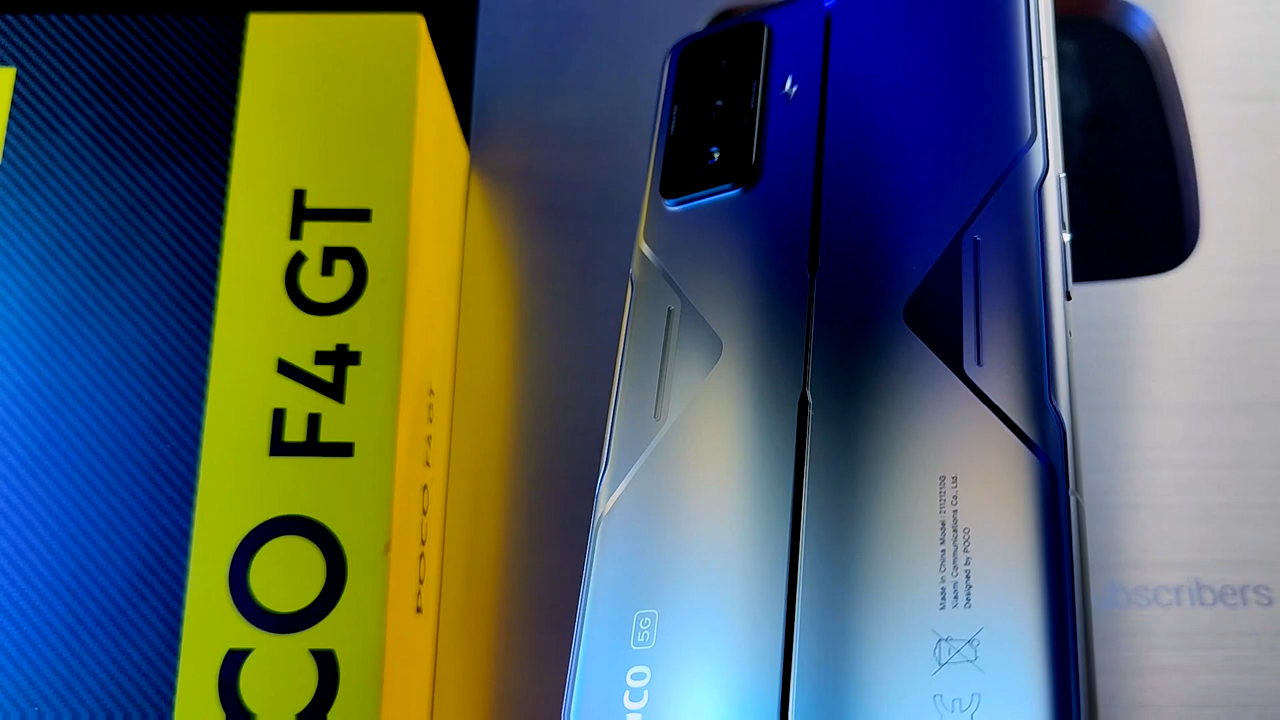 CO F4 GT
POCO F4 GT
CO
5G
Made in China Model: 21121210G
Xiaomi Communications Co., Ltd.
Designed by POCO
CE
bscribers